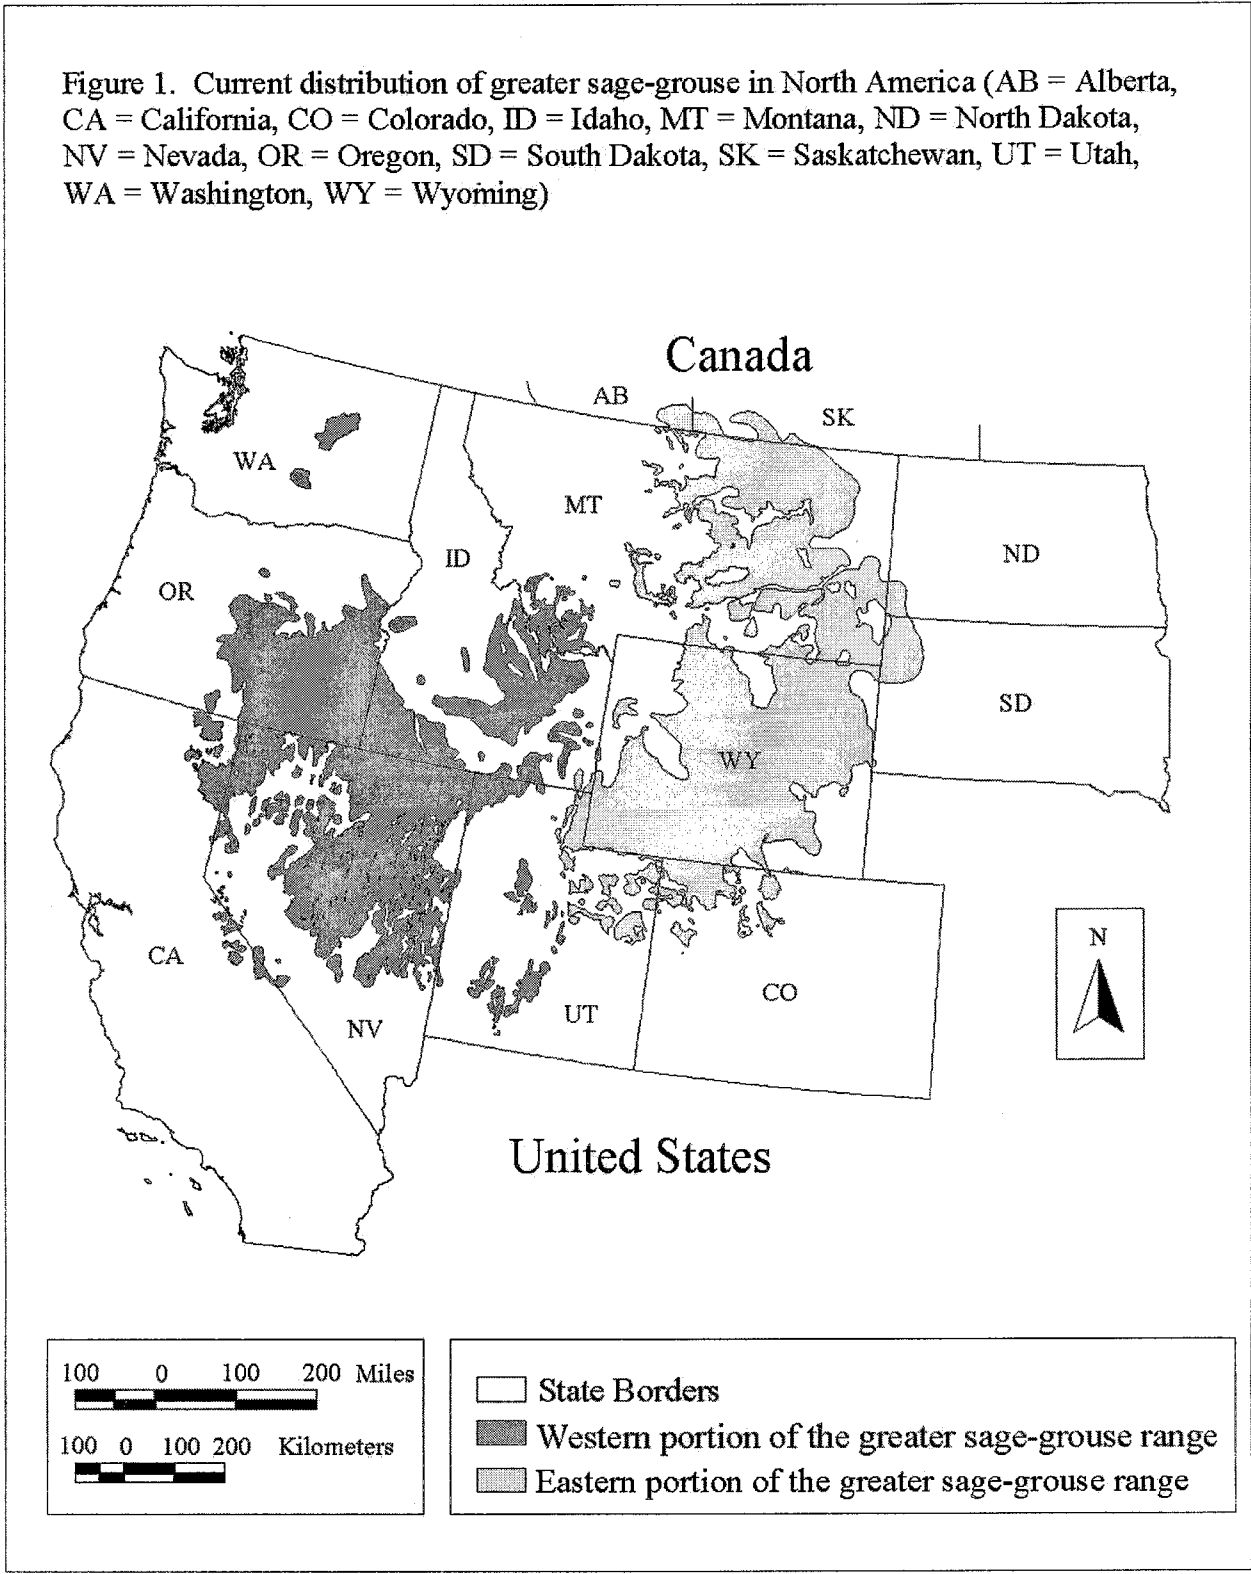 Figure 1. Current distribution of greater sage-grouse in North America (AB = Alberta,
CA = California, CO = Colorado, ID = Idaho, MT = Montana, ND = North Dakota,
NV = Nevada, OR = Oregon, SD = South Dakota, SK = Saskatchewan, UT = Utah,
WA = Washington, WY = Wyoming)
Canada
AB
SK
WA
MT
ND
ID
OR
SD
WY
N
CA
CO
UT
NV
United States
100 0 100 200 Miles
100 0 100 200 Kilometers
State Borders
Western portion of the greater sage-grouse range
Eastern portion of the greater sage-grouse range